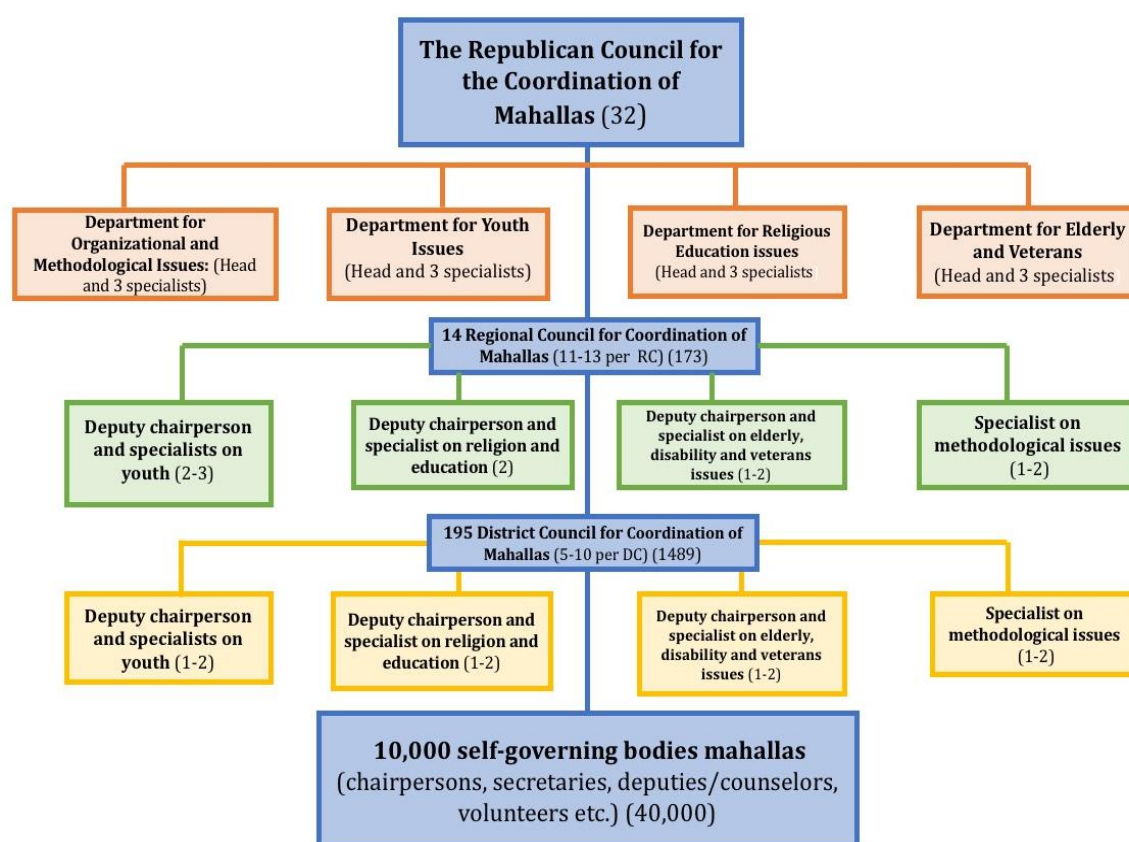 The Republican Council for
the Coordination of
Mahallas (32)
Department for
Organizational and
Methodological Issues: (Head
and 3 specialists)
Department for Youth
Issues
(Head and 3 specialists)
Department for Religious
Education issues
(Head and 3 specialists
Department for Elderly
and Veterans
(Head and 3 specialists
14 Regional Council for Coordination of
Mahallas (11-13 per RC) (173)
Deputy chairperson
and specialists on
youth (2-3)
Deputy chairperson and
specialist on religion and
education (2)
Deputy chairperson and
specialist on elderly,
disability and veterans
issues (1-2)
Specialist on
methodological issues
(1-2)
195 District Council for Coordination of
Mahallas (5-10 per DC) (1489)
Deputy chairperson
and specialists on
youth (1-2)
Deputy chairperson and
specialist on religion and
education (1-2)
Deputy chairperson and
specialist on elderly,
disability and veterans
issues (1-2)
Specialist on
methodological issues
(1-2)
10,000 self-governing bodies mahallas
(chairpersons, secretaries, deputies/counselors,
volunteers etc.) (40,000)